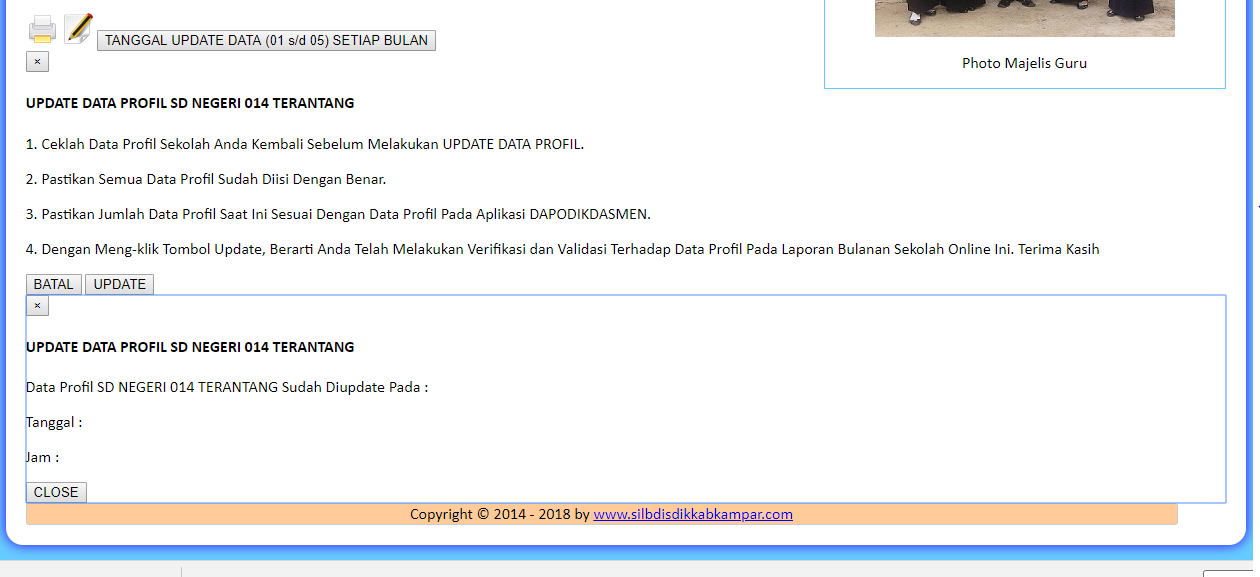 TANGGAL UPDATE DATA (01 s/d 05) SETIAP BULAN
×
Photo Majelis Guru
UPDATE DATA PROFIL SD NEGERI 014 TERANTANG
1. Ceklah Data Profil Sekolah Anda Kembali Sebelum Melakukan UPDATE DATA PROFIL.
2. Pastikan Semua Data Profil Sudah Diisi Dengan Benar.
3. Pastikan Jumlah Data Profil Saat Ini Sesuai Dengan Data Profil Pada Aplikasi DAPODIKDASMEN.
4. Dengan Meng-klik Tombol Update, Berarti Anda Telah Melakukan Verifikasi dan Validasi Terhadap Data Profil Pada Laporan Bulanan Sekolah Online Ini. Terima Kasih
BATAL UPDATE
×
UPDATE DATA PROFIL SD NEGERI 014 TERANTANG
Data Profil SD NEGERI 014 TERANTANG Sudah Diupdate Pada :
Tanggal :
Jam :
CLOSE
Copyright © 2014 - 2018 by www.silbdisdikkabkampar.com